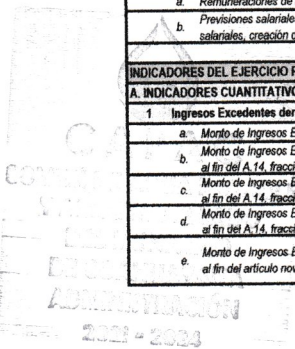 a. Remuneraciones de
b. Previsiones salariale
salariales, creación d
INDICADORES DEL EJERCICIO P
A. INDICADORES CUANTITATIVO
1 Ingresos Excedentes der
a. Monto de Ingresos E
b. Monto de Ingresos E
al fin del A.14, fracci
c. Monto de Ingresos E
al fin del A.14, fracci
d. Monto de Ingresos E
al fin del A.14, fracci
e. Monto de Ingresos E
al fin del artículo nov
2021 - 2024